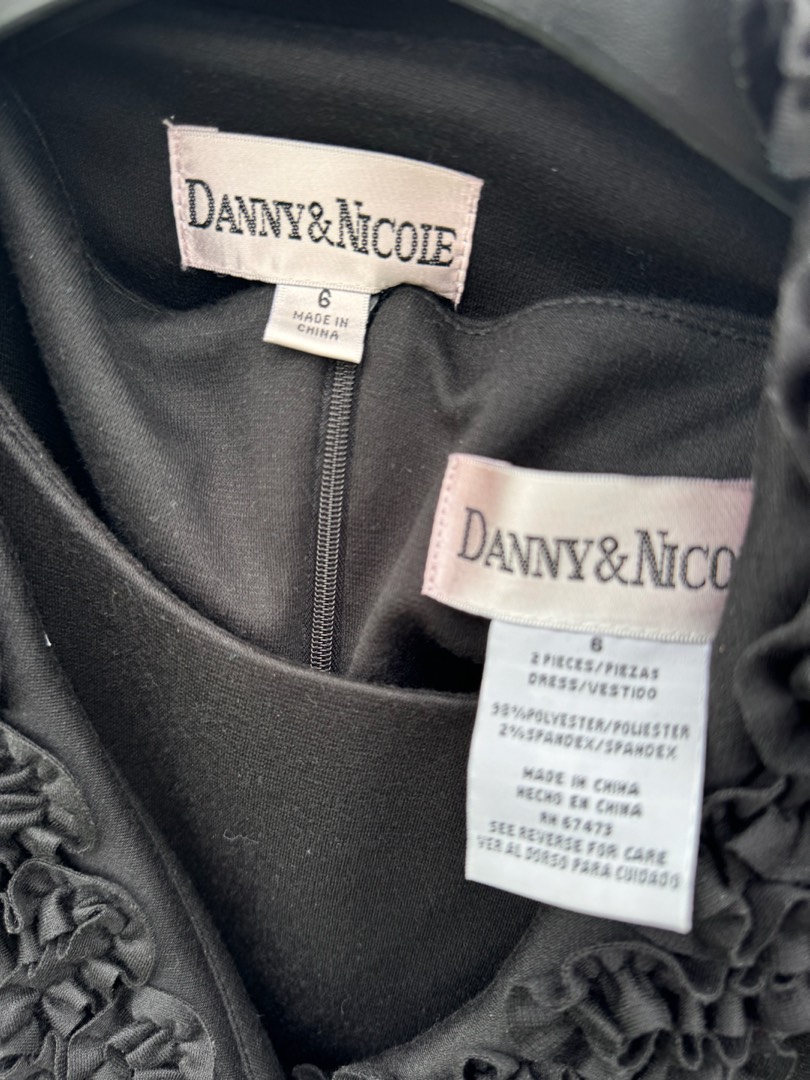 DANNY&NICOLE
6
MADE IN
CHINA
DANNY&NICO
6
2 PIECES/PIEZAS
DRESS/VESTIDO
98%POLYESTER/POLIESTER
2%SPANDEX/SPANDEX
MADE IN CHINA
HECHO EN CHINA
RN 67473
SEE REVERSE FOR CARE
VER AL DORSO PARA CUIDADO